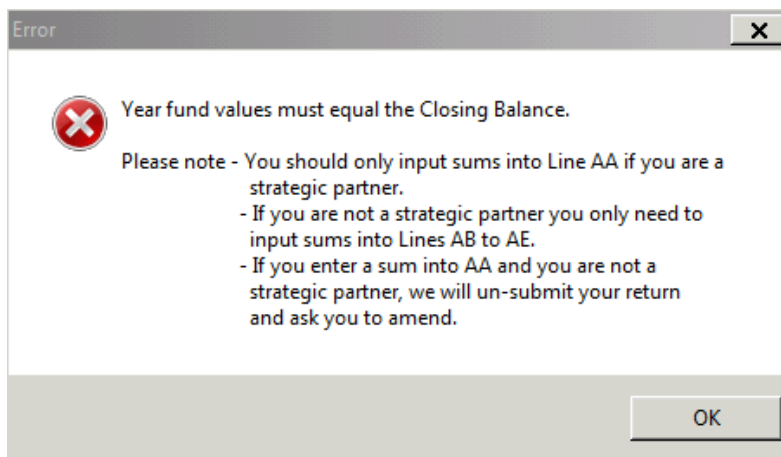 Error
Year fund values must equal the Closing Balance.
Please note - You should only input sums into Line AA if you are a
strategic partner.
- If you are not a strategic partner you only need to
input sums into Lines AB to AE.
- If you enter a sum into AA and you are not a
strategic partner, we will un-submit your return
and ask you to amend.
OK